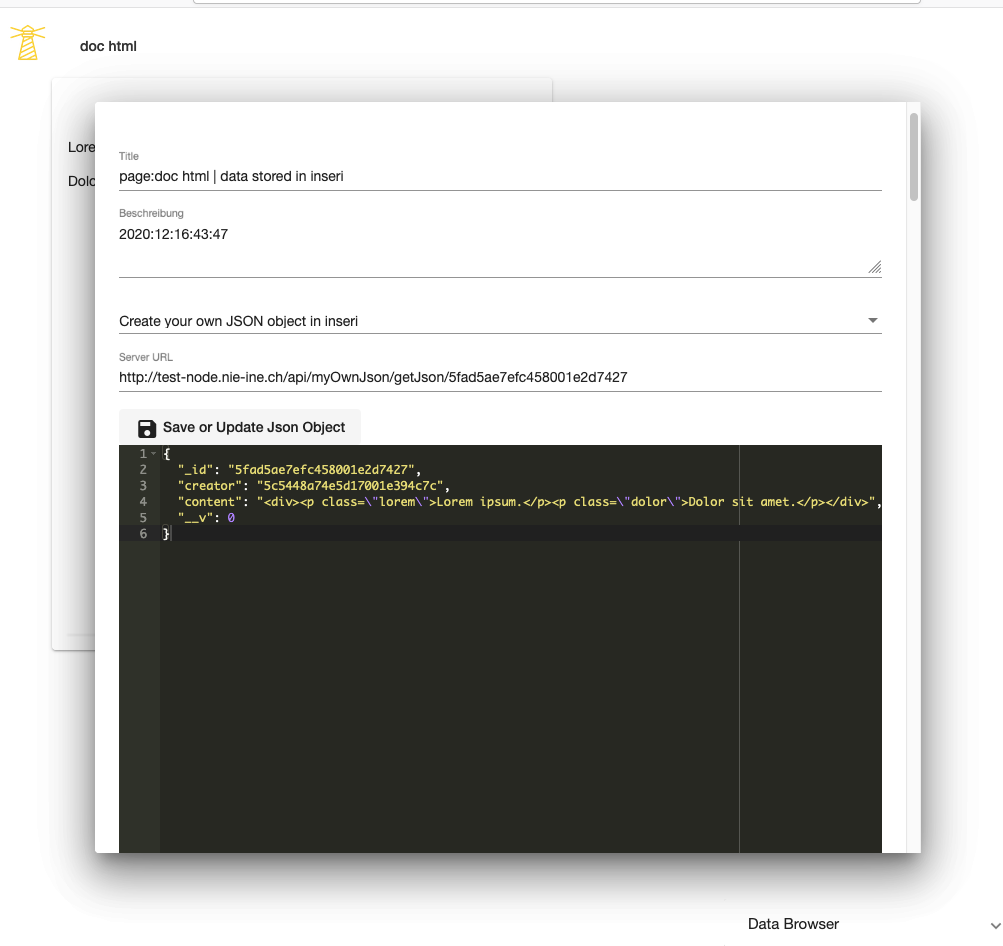 doc html
Lore
Dolo
Title
page:doc html | data stored in inseri
Beschreibung
2020:12:16:43:47
Create your own JSON object in inseri
Server URL
http://test-node.nie-ine.ch/api/myOwnJson/getJson/5fad5ae7efc458001e2d7427
Save or Update Json Object
1 {
2 "_id": "5fad5ae7efc458001e2d7427",
3 "creator": "5c5448a74e5d17001e394c7c",
4 "content": "<div><p class=\"lorem\">Lorem ipsum.</p><p class=\"dolor\">Dolor sit amet.</p></div>",
5 "__v": 0
6 }
Data Browser